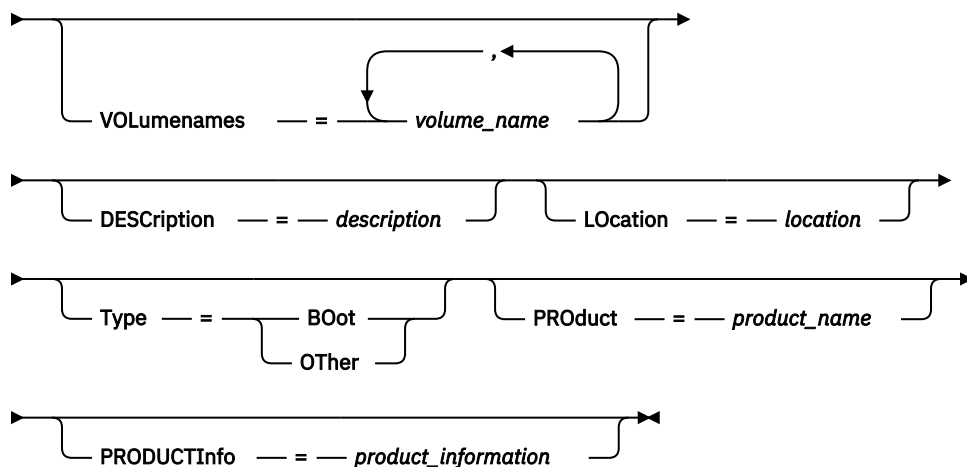 ,
VOLumenames = volume_name
DESCription = description LOcation = location
Type = BOot PROduct = product_name
OTher
PRODUCTInfo = product_information